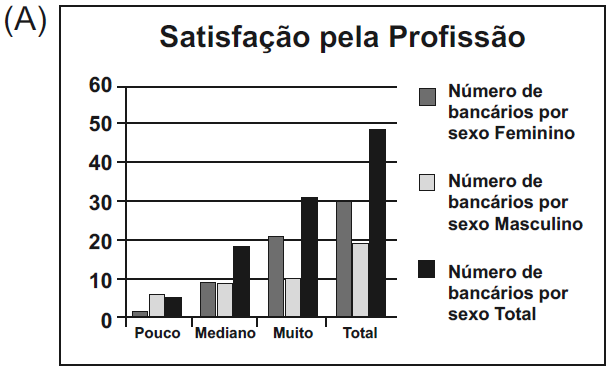 (A)
Satisfação pela Profissão
60
50
40
30
20
10
0
Pouco Mediano Muito Total
Número de
bancários por
sexo Feminino
Número de
bancários por
sexo Masculino
Número de
bancários por
sexo Total